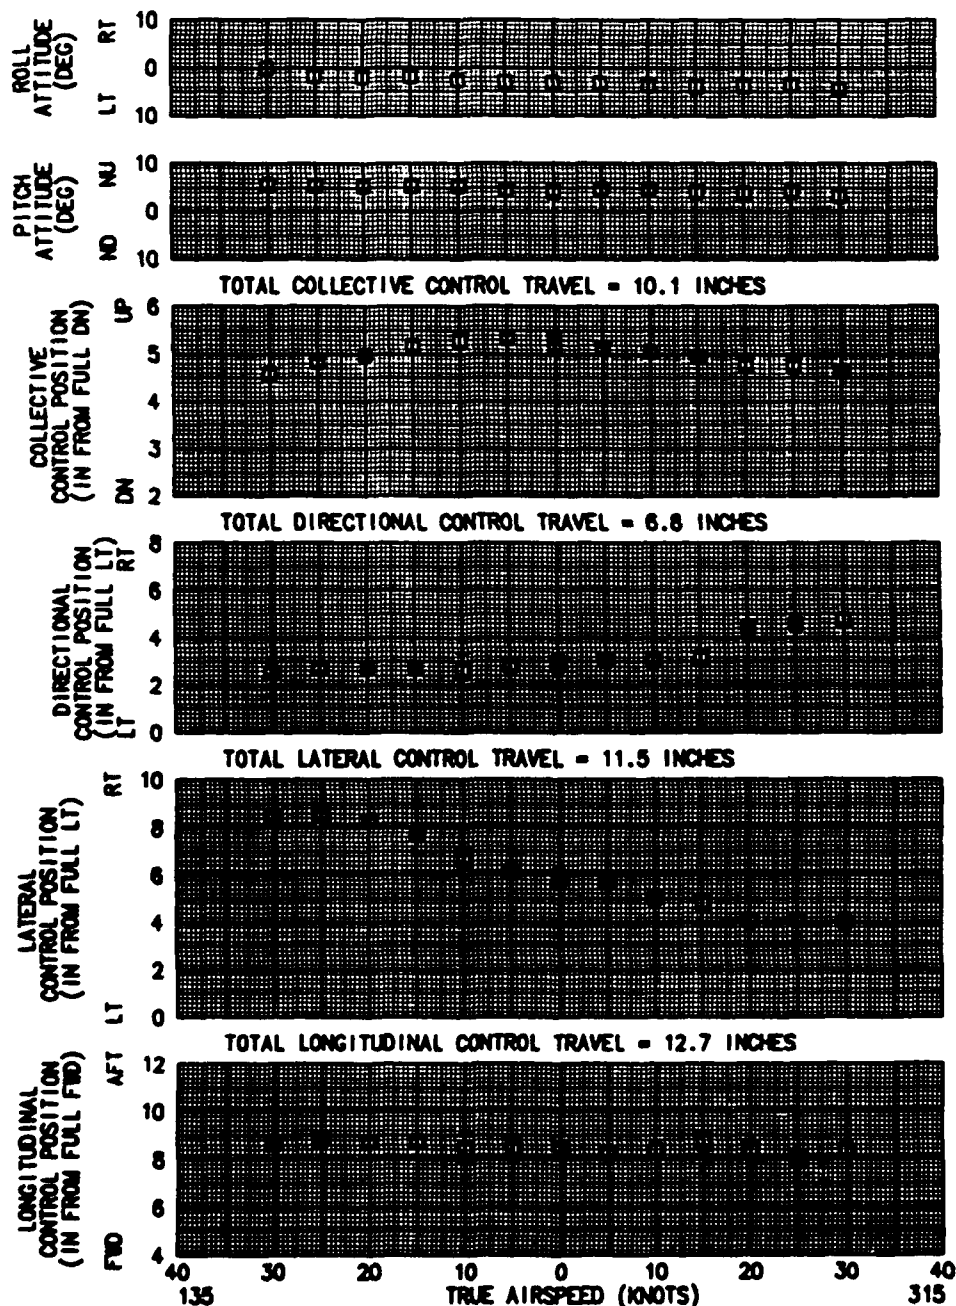 ROLL
ATTITUDE
(DEG)
LT RT
10
0
10
PITCH
ATTITUDE
(DEG)
ND NU
10
0
10
TOTAL COLLECTIVE CONTROL TRAVEL = 10.1 INCHES
COLLECTIVE
CONTROL POSITION
(IN FROM FULL DN)
DN UP
6
5
4
3
2
TOTAL DIRECTIONAL CONTROL TRAVEL = 6.8 INCHES
DIRECTIONAL
CONTROL POSITION
(IN FROM FULL LT)
LT RT
8
6
4
2
0
TOTAL LATERAL CONTROL TRAVEL = 11.5 INCHES
LATERAL
CONTROL POSITION
(IN FROM FULL LT)
LT RT
10
8
6
4
2
0
TOTAL LONGITUDINAL CONTROL TRAVEL = 12.7 INCHES
LONGITUDINAL
CONTROL POSITION
(IN FROM FULL FWD)
FWD AFT
12
10
8
6
4
40 30 20 10 0 10 20 30 40
135 TRUE AIRSPEED (KNOTS) 315